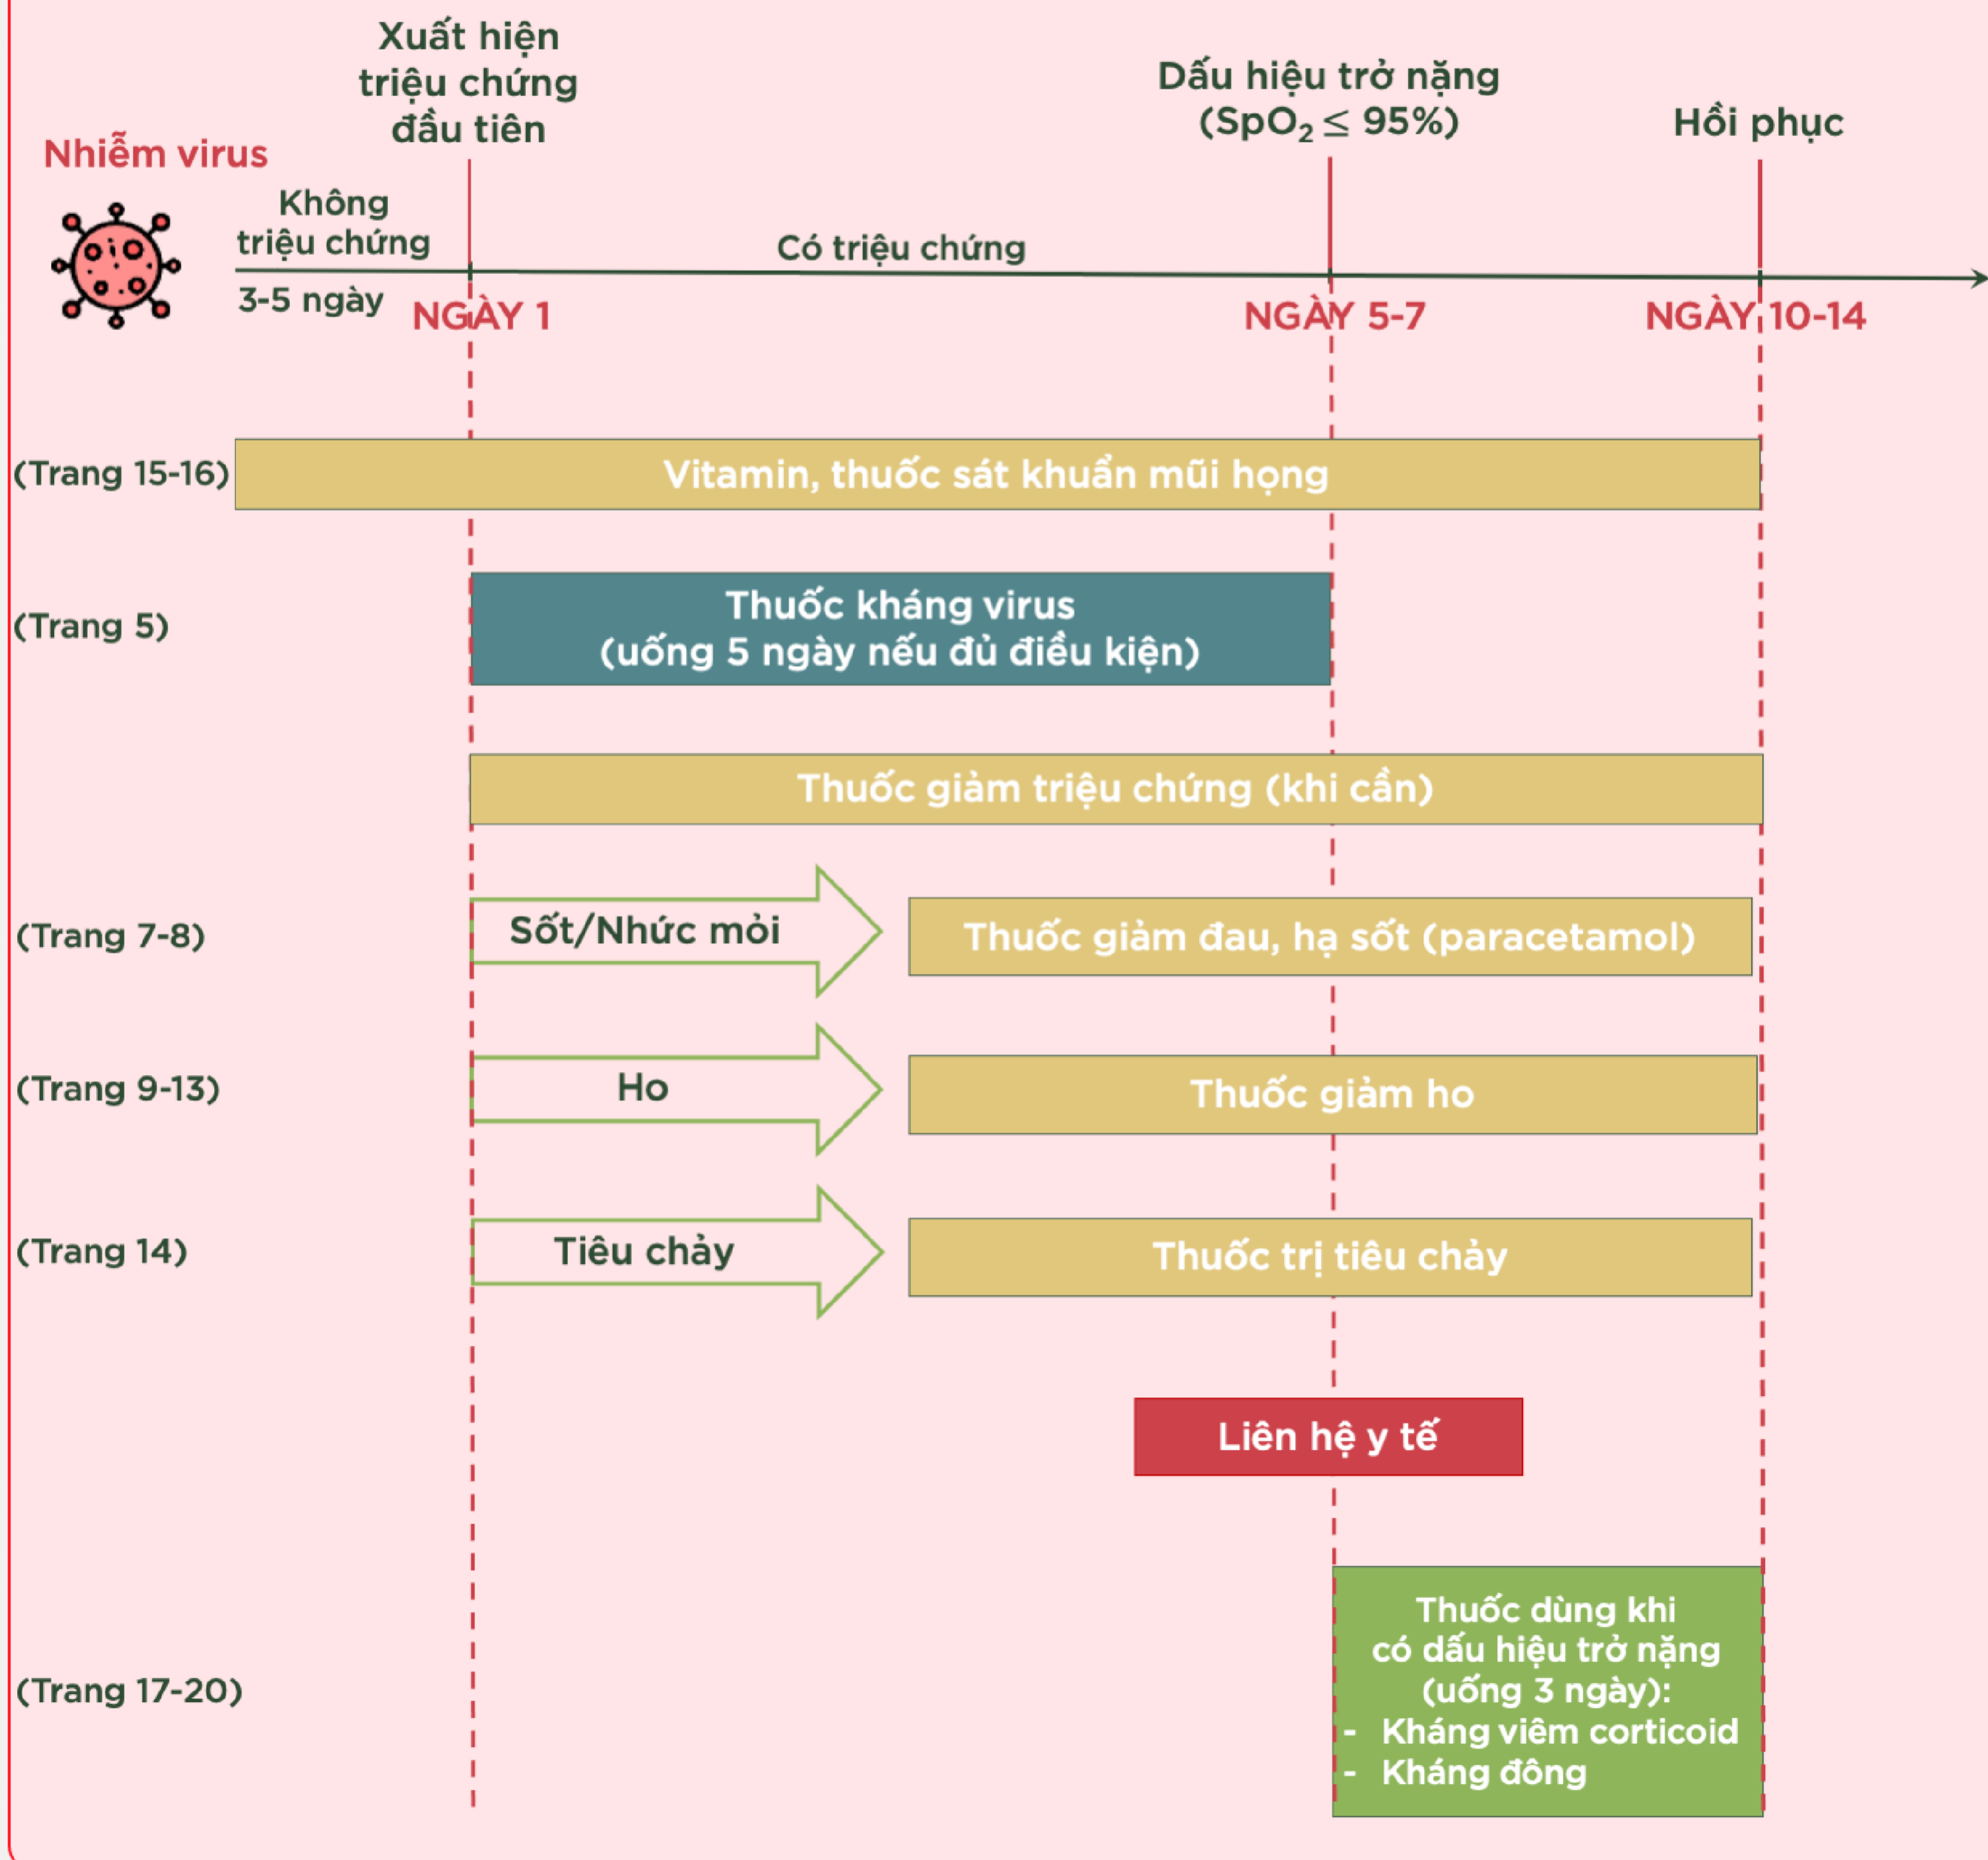 Xuất hiện
triệu chứng
đầu tiên
Dấu hiệu trở nặng
(SpO₂ ≤ 95%)
Hồi phục
Nhiễm virus
Không
triệu chứng
Có triệu chứng
3-5 ngày
NGÀY 1
NGÀY 5-7
NGÀY 10-14
(Trang 15-16)
Vitamin, thuốc sát khuẩn mũi họng
(Trang 5)
Thuốc kháng virus
(uống 5 ngày nếu đủ điều kiện)
Thuốc giảm triệu chứng (khi cần)
(Trang 7-8)
Sốt/Nhức mỏi
Thuốc giảm đau, hạ sốt (paracetamol)
(Trang 9-13)
Ho
Thuốc giảm ho
(Trang 14)
Tiêu chảy
Thuốc trị tiêu chảy
Liên hệ y tế
(Trang 17-20)
Thuốc dùng khi
có dấu hiệu trở nặng
(uống 3 ngày):
- Kháng viêm corticoid
- Kháng đông